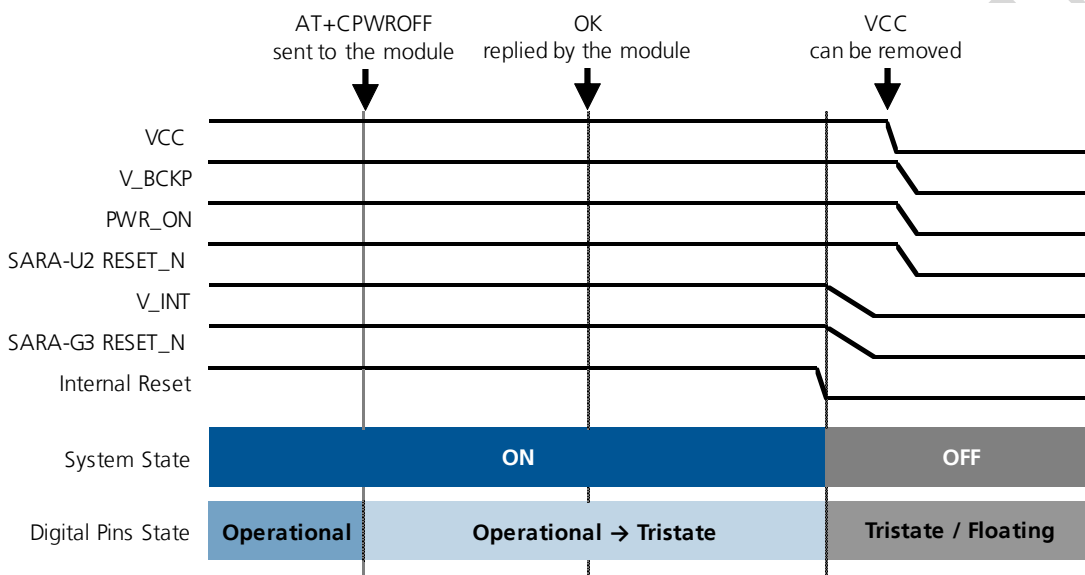 AT+CPWROFF
sent to the module
OK
replied by the module
VCC
can be removed
VCC
V_BCKP
PWR_ON
SARA-U2 RESET_N
V_INT
SARA-G3 RESET_N
Internal Reset
System State
ON
OFF
Digital Pins State
Operational
Operational → Tristate
Tristate / Floating